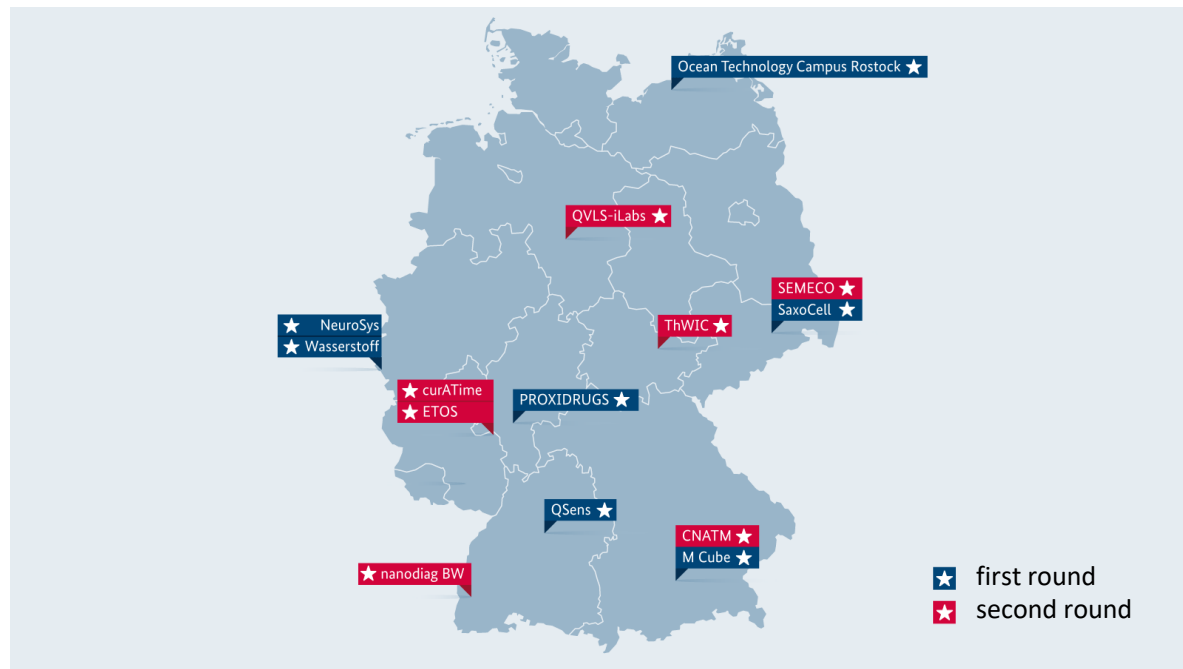 Ocean Technology Campus Rostock
QVLS-iLabs
SEMECO
SaxoCell
NeuroSys
Wasserstoff
ThWIC
curATime
ETOS
PROXIDRUGS
QSens
CNATM
M Cube
nanodiag BW
first round
second round